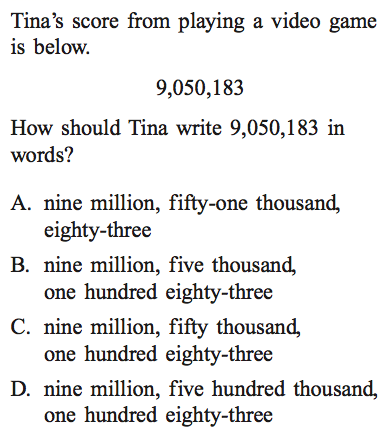 Tina’s score from playing a video game
is below.
9,050,183
How should Tina write 9,050,183 in
words?
A. nine million, fifty-one thousand,
eighty-three
B. nine million, five thousand,
one hundred eighty-three
C. nine million, fifty thousand,
one hundred eighty-three
D. nine million, five hundred thousand,
one hundred eighty-three